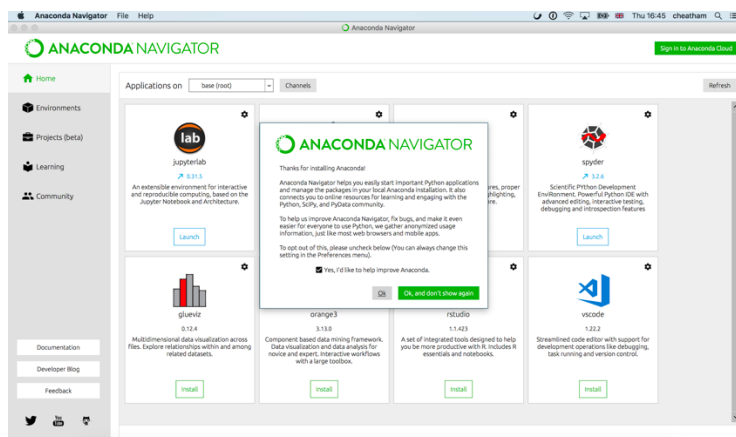 Anaconda Navigator File Help
Thu 16:45 cheatham
Anaconda Navigator
ANACONDA NAVIGATOR
Sign in to Anaconda Cloud
Home
Environments
Projects (beta)
Learning
Community
Documentation
Developer Blog
Feedback
You
Tube
Applications on base (root) Channels
Refresh
lab
jupyterlab
0.31.5
An extensible environment for interactive
and reproducible computing, based on the
Jupyter Notebook and Architecture.
Launch
ures, proper
ghlighting,
re.
spyder
3.2.6
Scientific PYthon Development
EnviRonment. Powerful Python IDE with
advanced editing, interactive testing,
debugging and introspection features
Launch
glueviz
0.12.4
Multidimensional data visualization across
files. Explore relationships within and among
related datasets.
Install
orange3
3.13.0
Component based data mining framework.
Data visualization and data analysis for
novice and expert. Interactive workflows
with a large toolbox.
Install
rstudio
1.1.423
A set of integrated tools designed to help
you be more productive with R. Includes R
essentials and notebooks.
Install
vscode
1.22.2
Streamlined code editor with support for
development operations like debugging,
task running and version control.
Install
ANACONDA NAVIGATOR
Thanks for installing Anaconda!
Anaconda Navigator helps you easily start important Python applications
and manage the packages in your local Anaconda installation. It also
connects you to online resources for learning and engaging with the
Python, SciPy, and PyData community.
To help us improve Anaconda Navigator, fix bugs, and make it even
easier for everyone to use Python, we gather anonymized usage
information, just like most web browsers and mobile apps.
To opt out of this, please uncheck below (You can always change this
setting in the Preferences menu).
Yes, I'd like to help improve Anaconda.
Ok
Ok, and don't show again